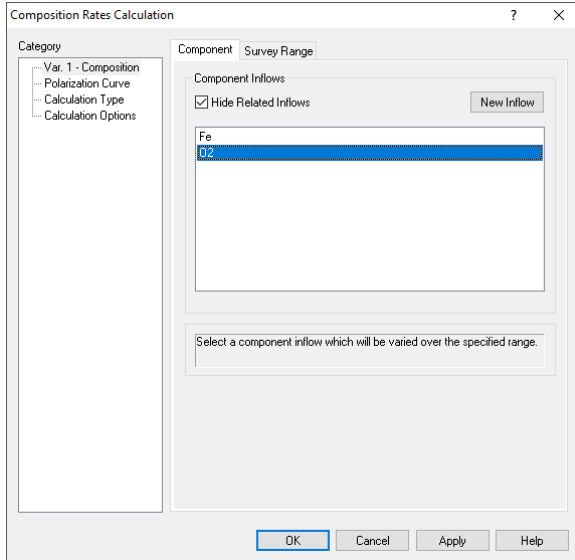 Composition Rates Calculation
?
Category
Var. 1 - Composition
Polarization Curve
Calculation Type
Calculation Options
Component
Survey Range
Component Inflows
Hide Related Inflows
New Inflow
Fe
O2
Select a component inflow which will be varied over the specified range.
OK
Cancel
Apply
Help